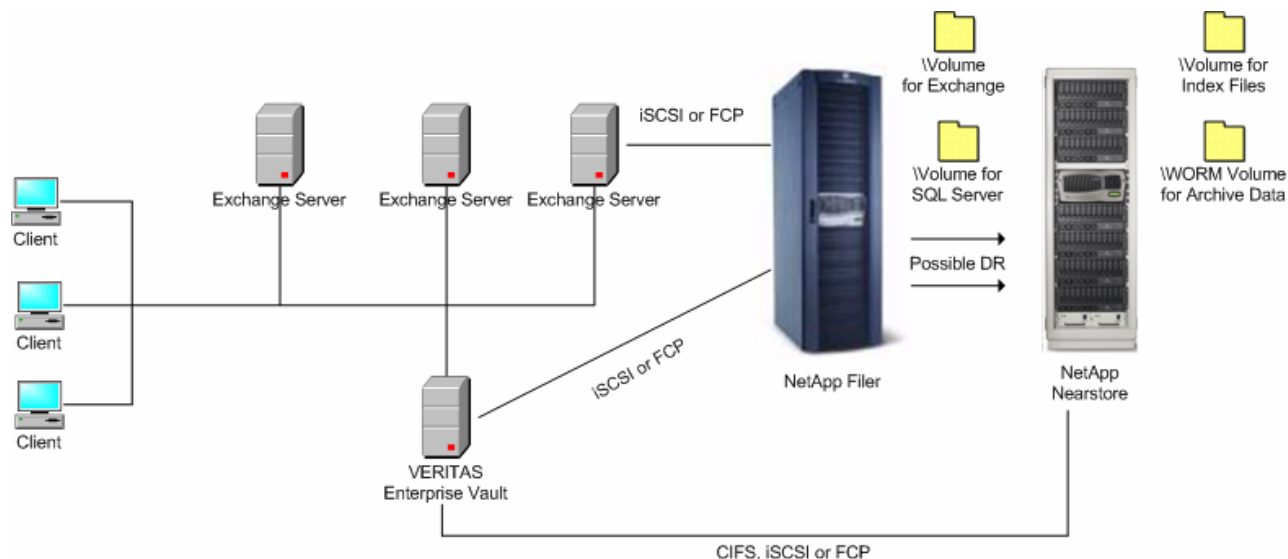 \Volume
for Exchange
\Volume for
Index Files
iSCSI or FCP
\Volume for
SQL Server
\WORM Volume
for Archive Data
Exchange Server
Exchange Server
Exchange Server
Client
Possible DR
Client
iSCSI or FCP
NetApp Filer
NetApp
Nearstore
Client
VERITAS
Enterprise Vault
CIFS, iSCSI or FCP